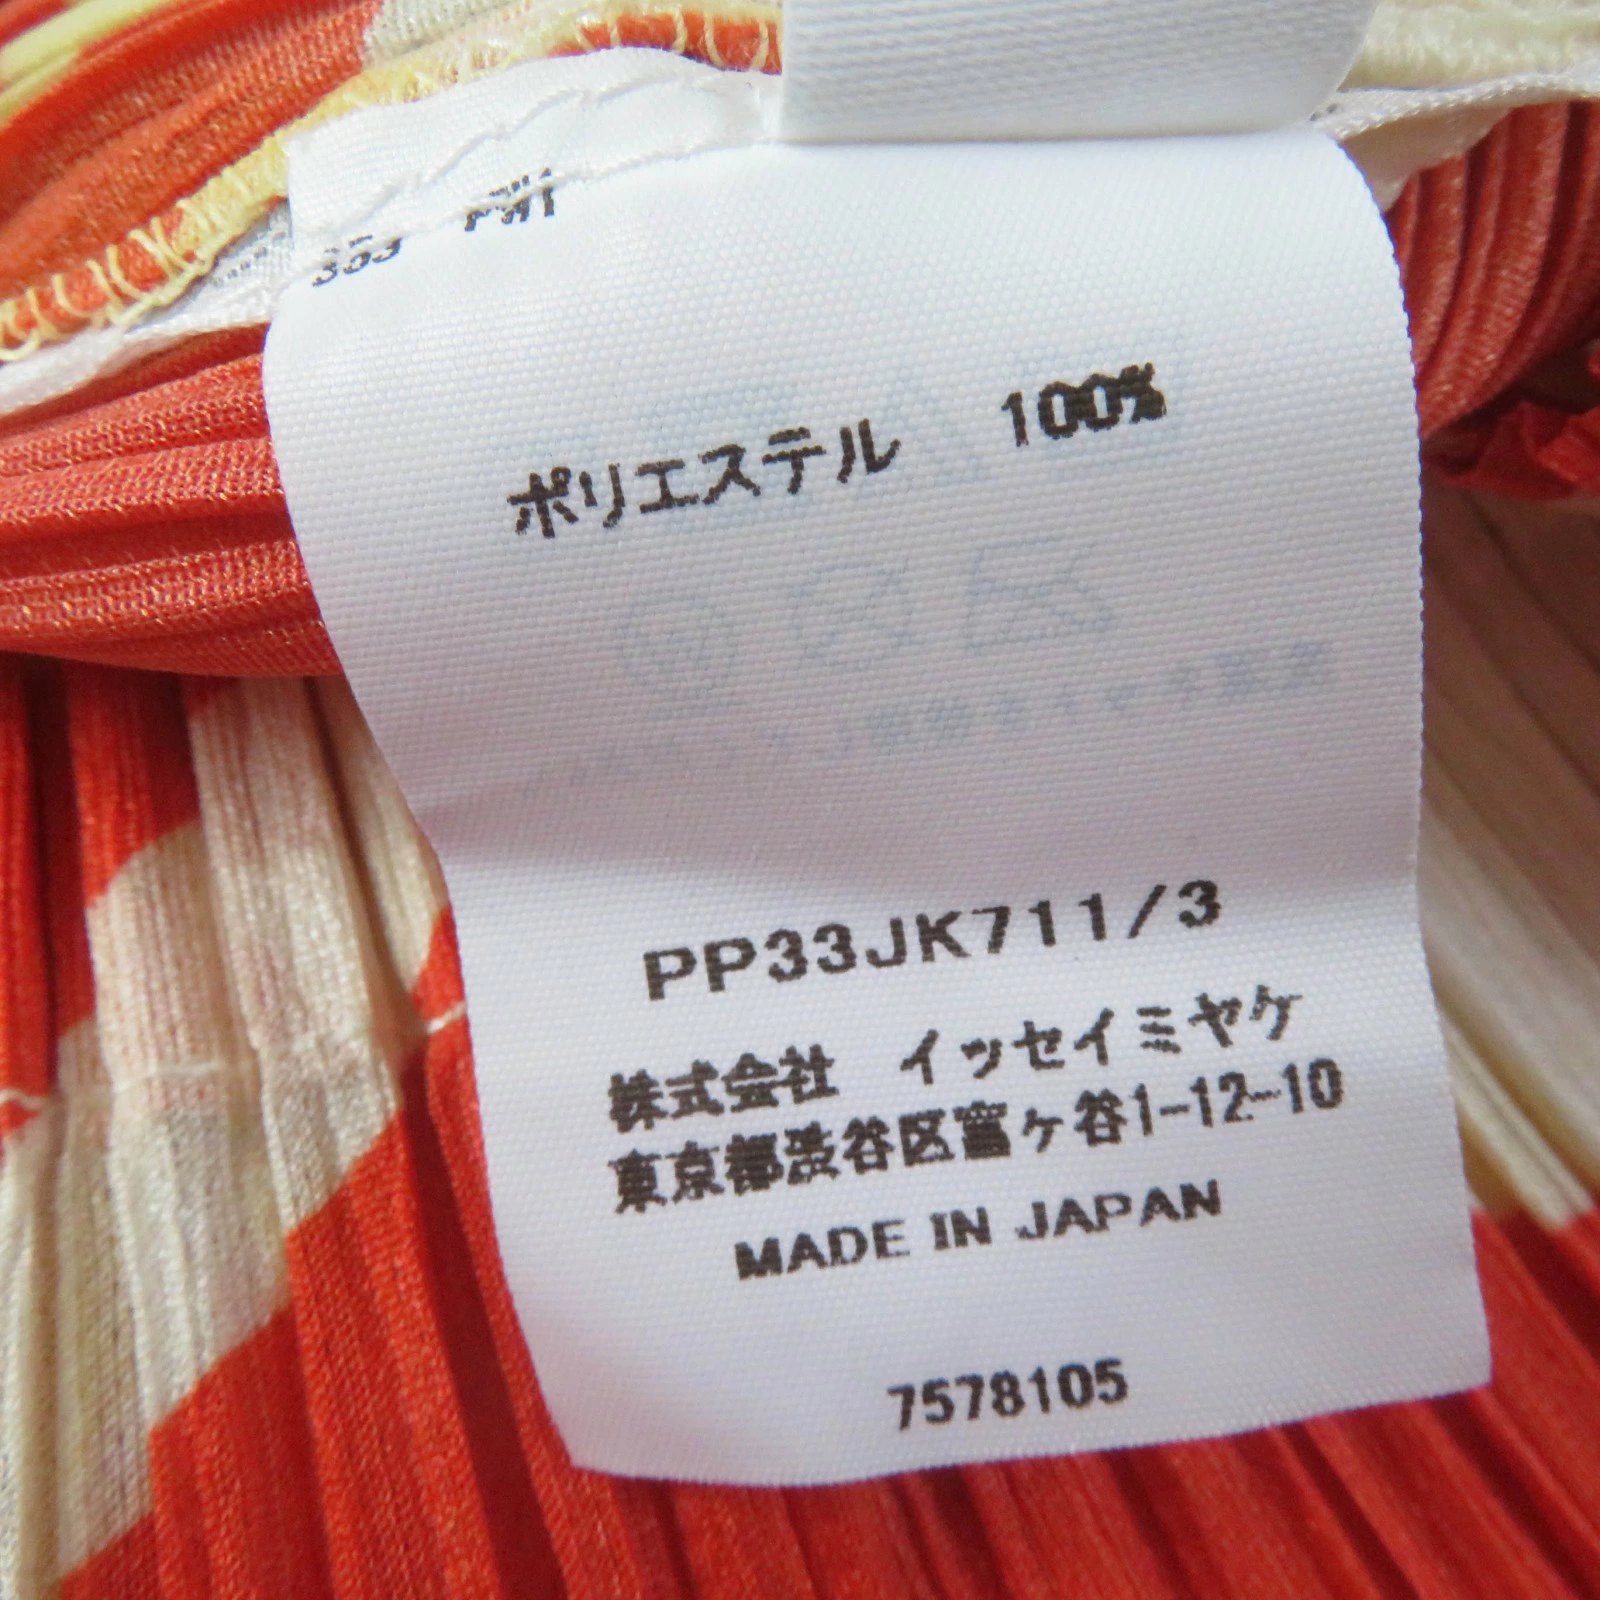 ポリエステル 100%
PP33JK711/3
株式会社 イッセイミヤケ
東京都渋谷区富ヶ谷1-12-10
MADE IN JAPAN
7578105